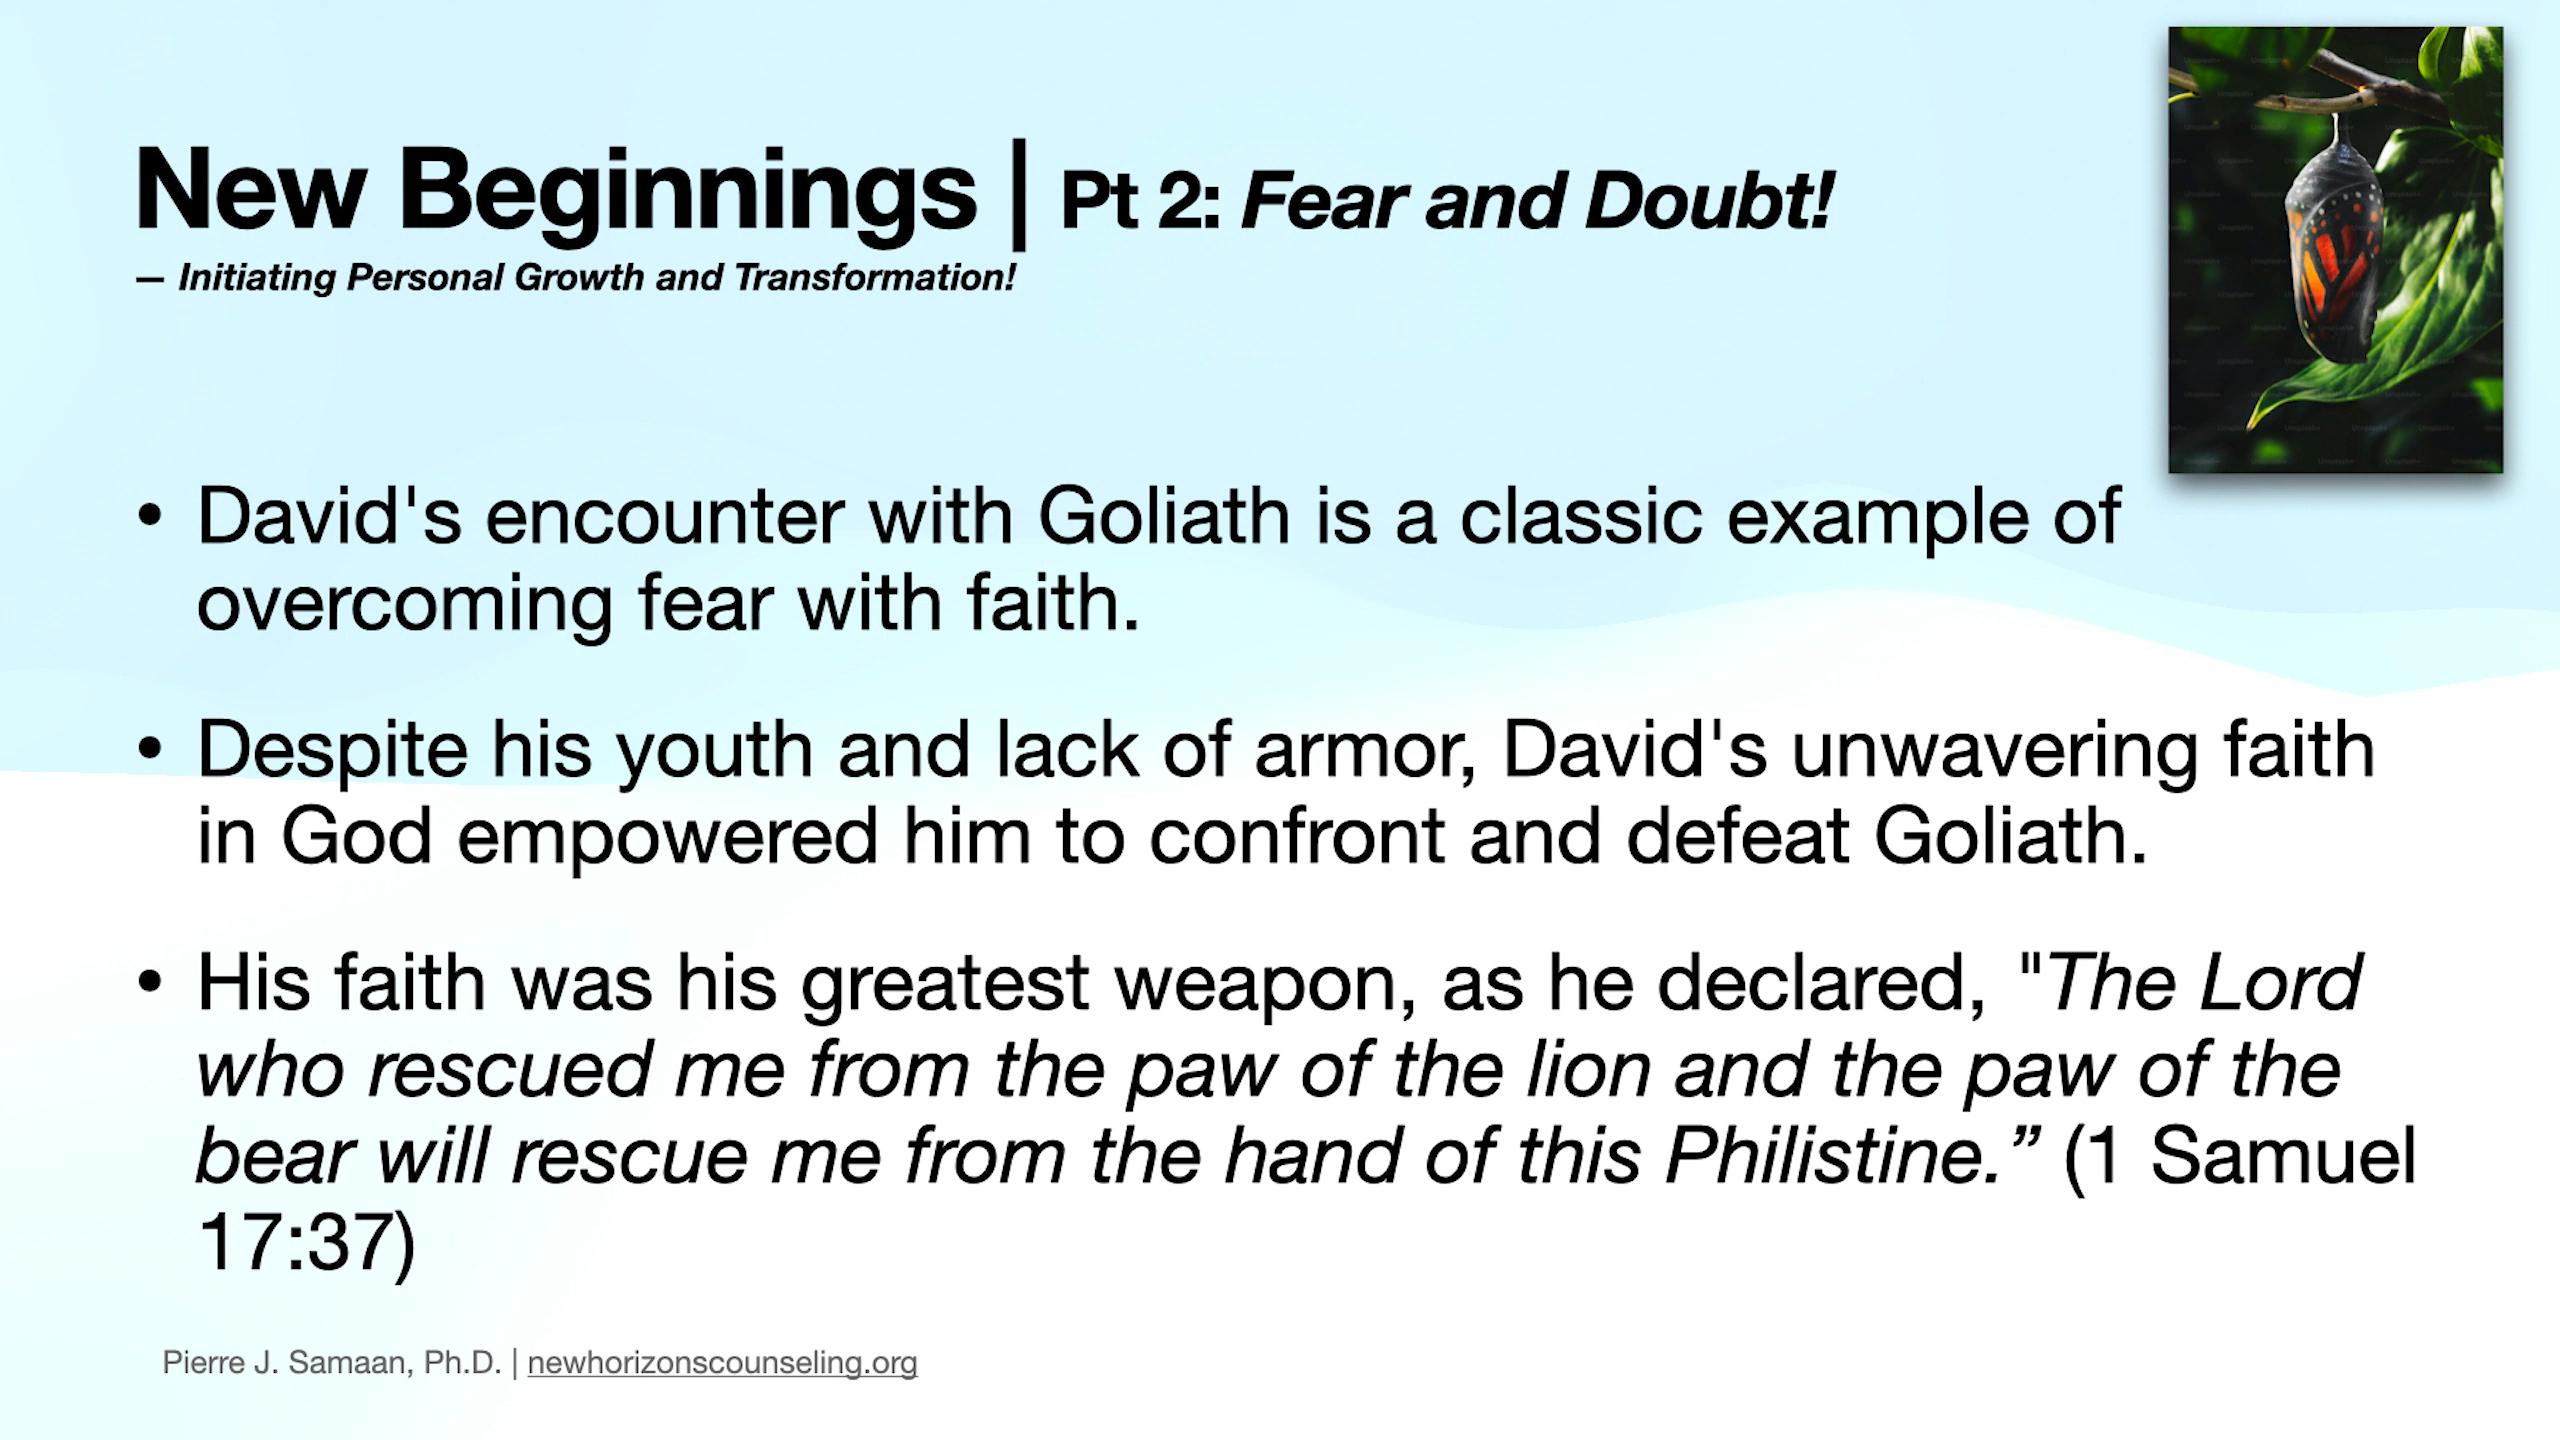 New Beginnings | Pt 2: Fear and Doubt!
– Initiating Personal Growth and Transformation!
• David's encounter with Goliath is a classic example of
overcoming fear with faith.
• Despite his youth and lack of armor, David's unwavering faith
in God empowered him to confront and defeat Goliath.
• His faith was his greatest weapon, as he declared, "The Lord
who rescued me from the paw of the lion and the paw of the
bear will rescue me from the hand of this Philistine.” (1 Samuel
17:37)
Pierre J. Samaan, Ph.D. | newhorizonscounseling.org